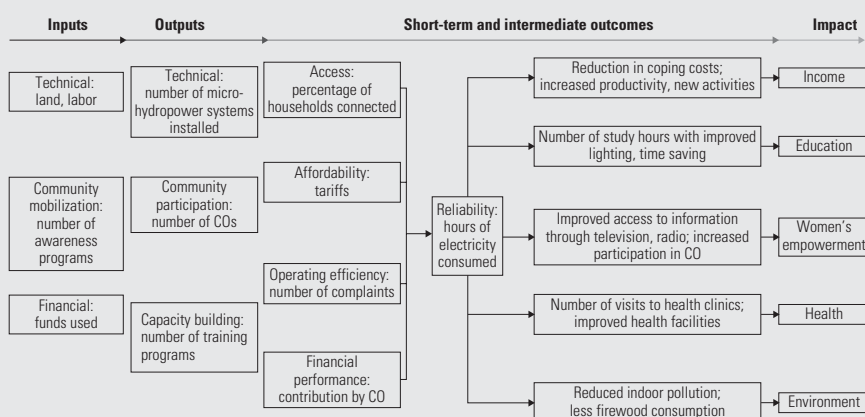 Inputs
Outputs
Short-term and intermediate outcomes
Impact
Technical:
land, labor
Community
mobilization:
number of
awareness
programs
Financial:
funds used
Technical:
number of micro-
hydropower systems
installed
Community
participation:
number of COs
Capacity building:
number of training
programs
Access:
percentage of
households connected
Affordability:
tariffs
Operating efficiency:
number of complaints
Financial
performance:
contribution by CO
Reliability:
hours of
electricity
consumed
Reduction in coping costs;
increased productivity, new activities
Number of study hours with improved
lighting, time saving
Improved access to information
through television, radio; increased
participation in CO
Number of visits to health clinics;
improved health facilities
Reduced indoor pollution;
less firewood consumption
Income
Education
Women's
empowerment
Health
Environment